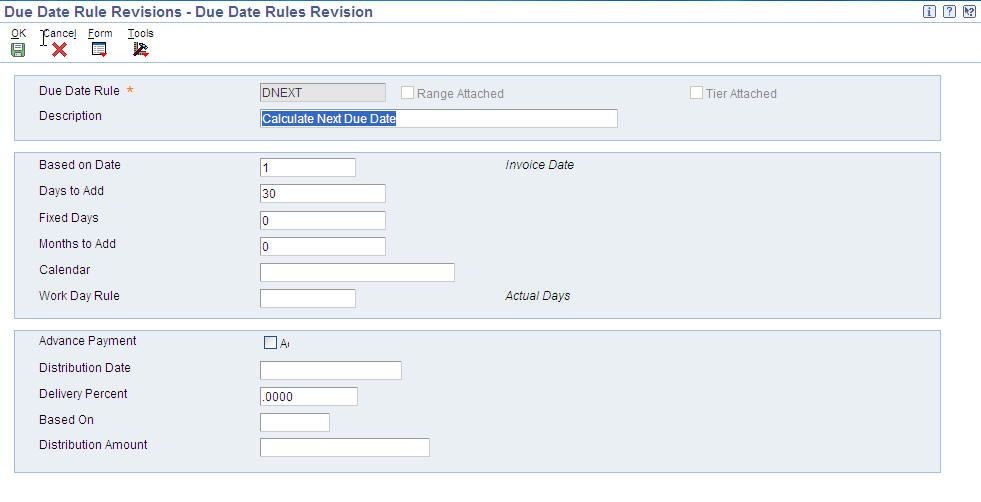 Due Date Rule Revisions - Due Date Rules Revision
OK Cancel Form Tools
Due Date Rule * DNEXT Range Attached Tier Attached
Description Calculate Next Due Date
Based on Date 1 Invoice Date
Days to Add 30
Fixed Days 0
Months to Add 0
Calendar
Work Day Rule Actual Days
Advance Payment
Distribution Date
Delivery Percent .0000
Based On
Distribution Amount